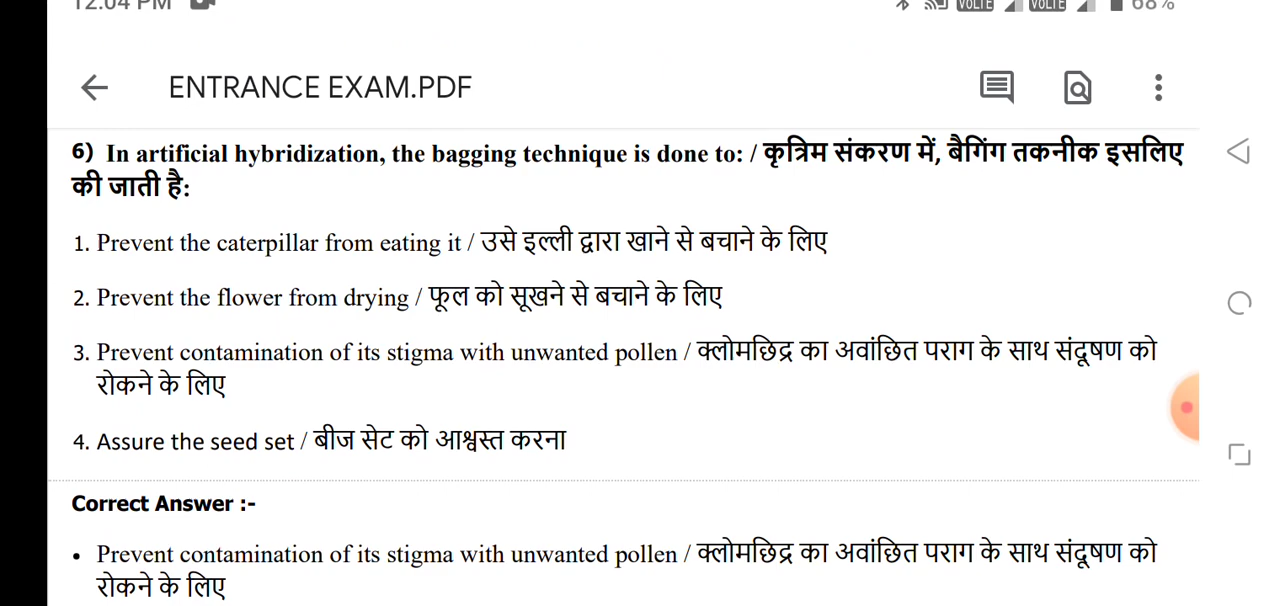 12.04 PM VOLTE VOLTE 68%
ENTRANCE EXAM.PDF
6) In artificial hybridization, the bagging technique is done to: / कृत्रिम संकरण में, बैगिंग तकनीक इसलिए
की जाती है:
1. Prevent the caterpillar from eating it / उसे इल्ली द्वारा खाने से बचाने के लिए
2. Prevent the flower from drying / फूल को सूखने से बचाने के लिए
3. Prevent contamination of its stigma with unwanted pollen / क्लोमछिद्र का अवांछित पराग के साथ संदूषण को
रोकने के लिए
4. Assure the seed set / बीज सेट को आश्वस्त करना
Correct Answer :-
• Prevent contamination of its stigma with unwanted pollen / क्लोमछिद्र का अवांछित पराग के साथ संदूषण को
रोकने के लिए